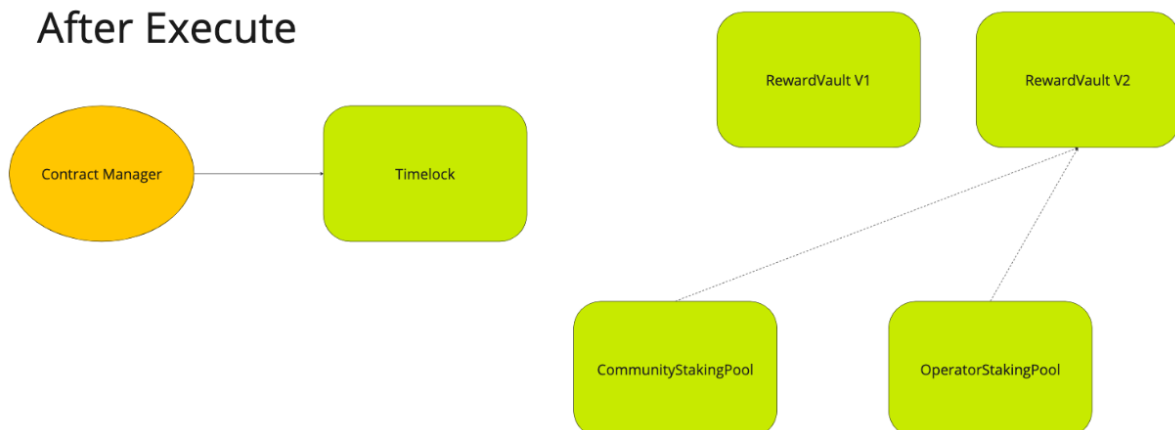 After Execute
RewardVault V1
RewardVault V2
Contract Manager
Timelock
CommunityStakingPool
OperatorStakingPool